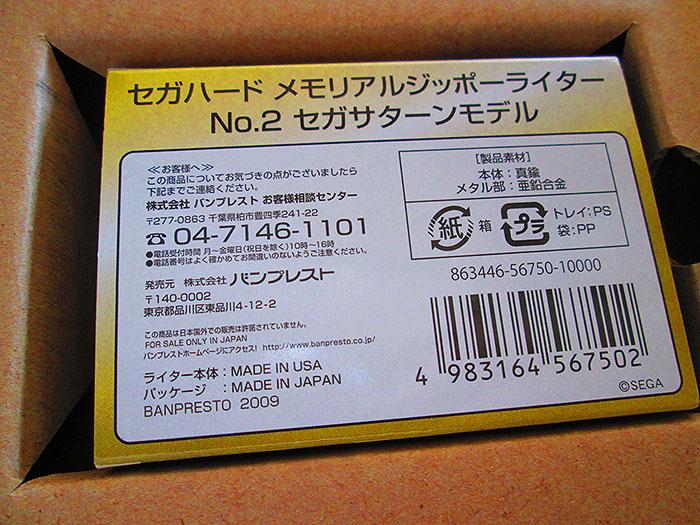 セガハード メモリアルジッポーライター
No.2 セガサターンモデル
≪お客様へ≫
この商品についてお気づきの点がございましたら
下記までご連絡ください。
株式会社 バンプレスト お客様相談センター
〒277-0863 千葉県柏市豊四季241-22
☎04-7146-1101
●電話受付時間 月～金曜日(祝日を除く)10時～16時
●電話番号はよく確かめてお間違いのないようご注意ください。
発売元 株式会社 バンプレスト
〒140-0002
東京都品川区東品川4-12-2
この商品は日本国外での販売は許諾されていません。
FOR SALE ONLY IN JAPAN
バンプレストホームページにアクセス! http://www.banpresto.co.jp/
ライター本体：MADE IN USA
パッケージ：MADE IN JAPAN
BANPRESTO 2009
[製品素材]
本体：真鍮
メタル部：亜鉛合金
紙 箱
プラ トレイ:PS
袋:PP
863446-56750-10000
4 983164 567502
©SEGA